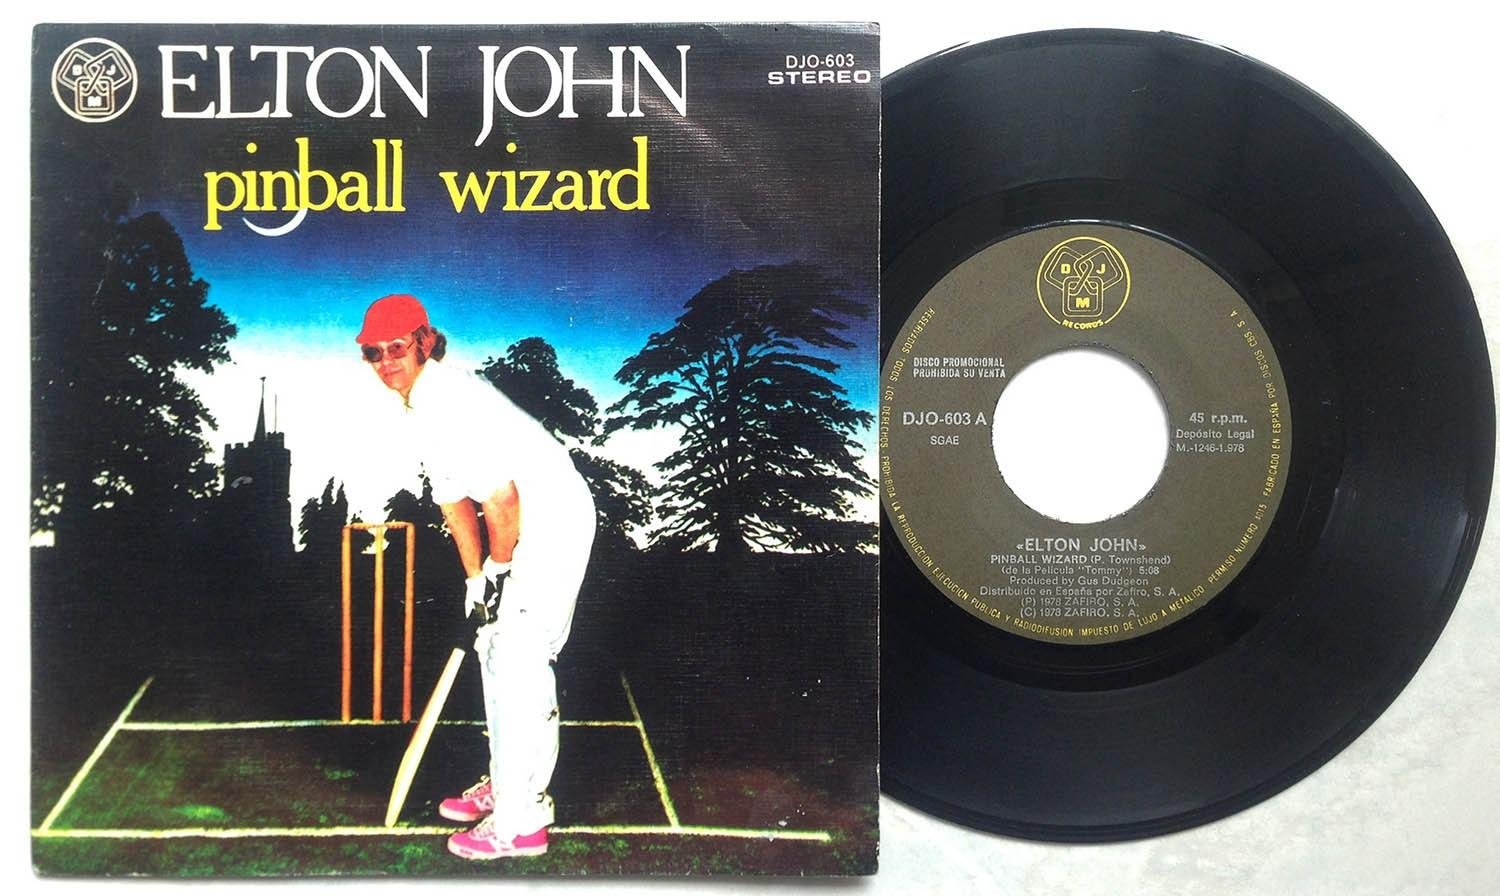 D J
M
ELTON JOHN
DJO-603
STEREO
pinball wizard
D J
M
RECORDS
RESERVADOS TODOS LOS DERECHOS - PROHIBIDA LA REPRODUCCION EJECUCION PUBLICA Y RADIODIFUSION IMPUESTO DE LUJO A METALICO PERMISO NUMERO 1015 FABRICADO EN ESPAÑA POR DISCOS CBS, S. A
DISCO PROMOCIONAL
PROHIBIDA SU VENTA
DJO-603 A
SGAE
45 r.p.m.
Depósito Legal
M.-1246-1.978
«ELTON JOHN»
PINBALL WIZARD (P. Townshend)
(de la Película "Tommy") 5:08
Produced by Gus Dudgeon
Distribuido en España por Zafiro, S. A.
(P) 1978 ZAFIRO, S. A.
(C) 1978 ZAFIRO, S. A.